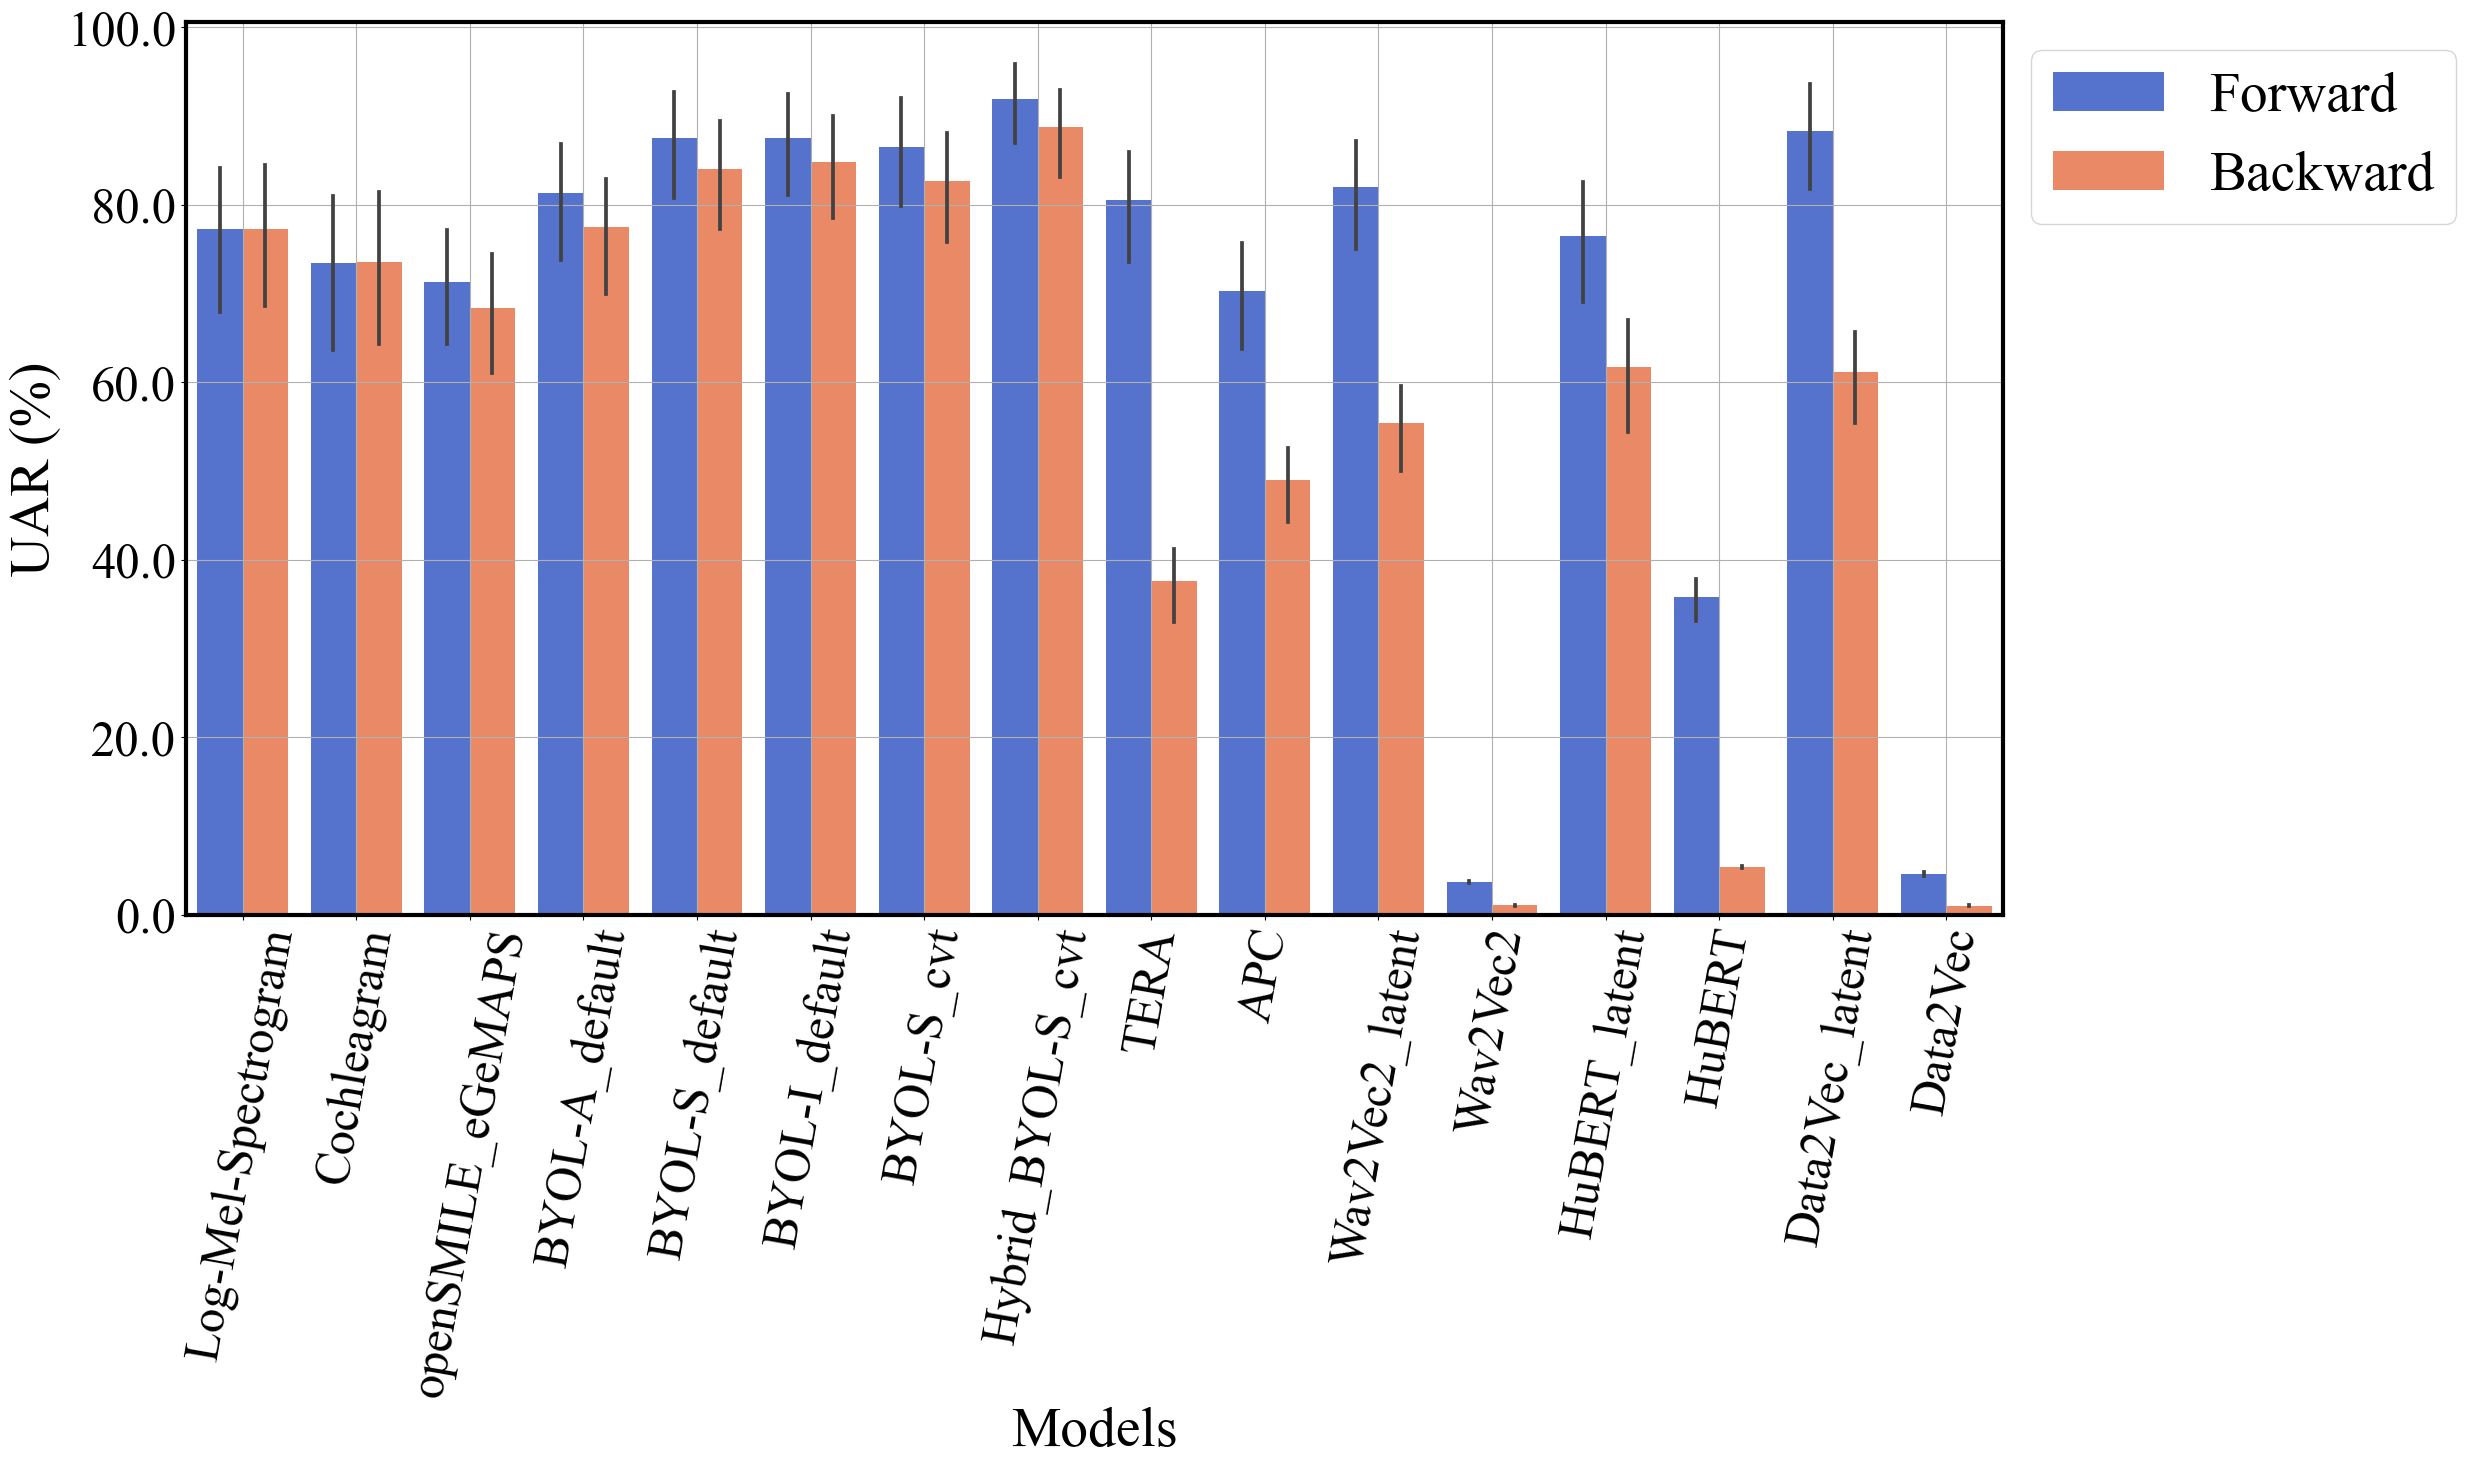 100.0
80.0
60.0
40.0
20.0
0.0
UAR (%)
Forward
Backward
Log-Mel-Spectrogram
Cochleagram
openSMILE_eGeMAPS
BYOL-A_default
BYOL-S_default
BYOL-I_default
BYOL-S_cvt
Hybrid_BYOL-S_cvt
TERA
APC
Wav2Vec2_latent
Wav2Vec2
HuBERT_latent
HuBERT
Data2Vec_latent
Data2Vec
Models